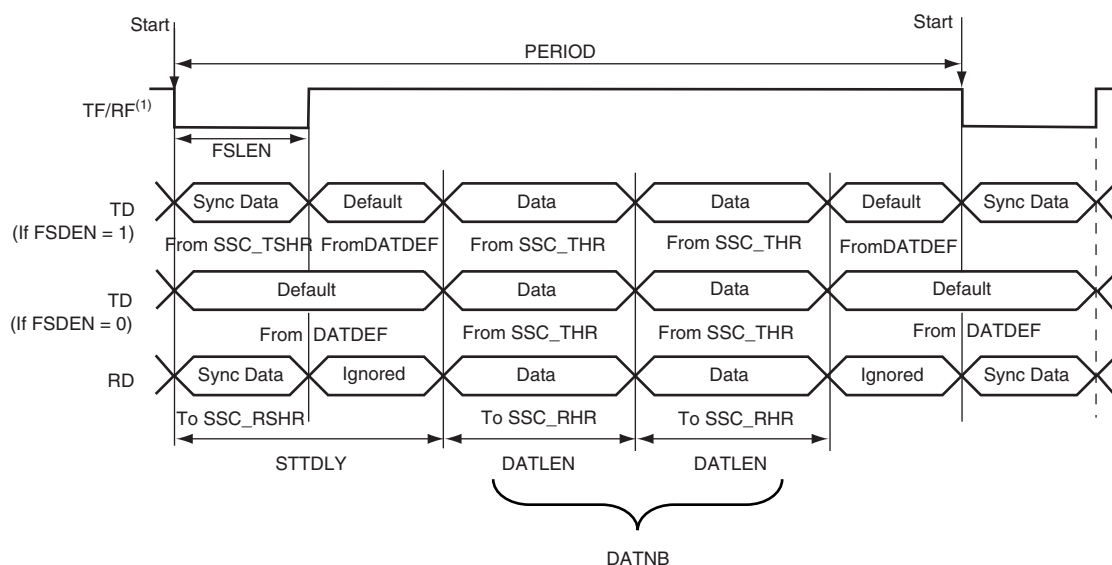 Start
Start
PERIOD
TF/RF(1)
FSLEN
TD
(If FSDEN = 1)
Sync Data
Default
Data
Data
Default
Sync Data
From SSC_TSHR
FromDATDEF
From SSC_THR
From SSC_THR
FromDATDEF
TD
(If FSDEN = 0)
Default
Data
Data
Default
From DATDEF
From SSC_THR
From SSC_THR
From DATDEF
RD
Sync Data
Ignored
Data
Data
Ignored
Sync Data
To SSC_RSHR
To SSC_RHR
To SSC_RHR
STTDLY
DATLEN
DATLEN
DATNB